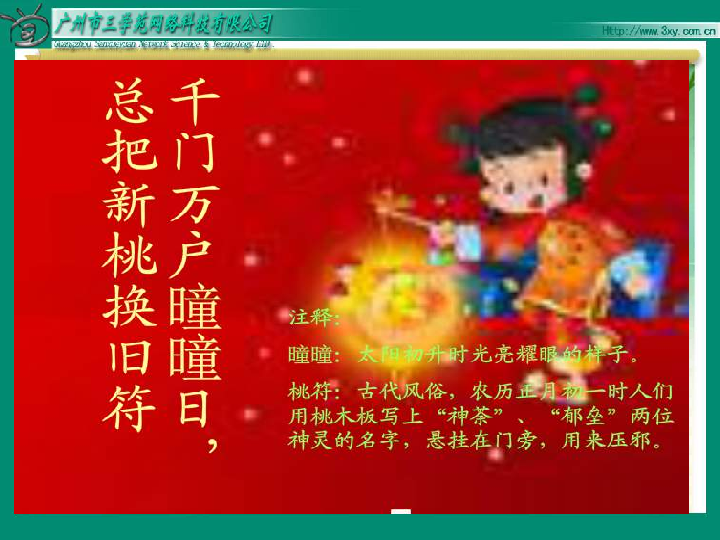 广州市三学苑网络科技有限公司
Guangzhou Sanxueyuan Network Science & Technology Ltd.
Http://www.3xy.com.cn
千门万户曈曈日，
总把新桃换旧符
注释：
曈曈：太阳初升时光亮耀眼的样子。
桃符：古代风俗，农历正月初一时人们
用桃木板写上“神荼”、“郁垒”两位
神灵的名字，悬挂在门旁，用来压邪。